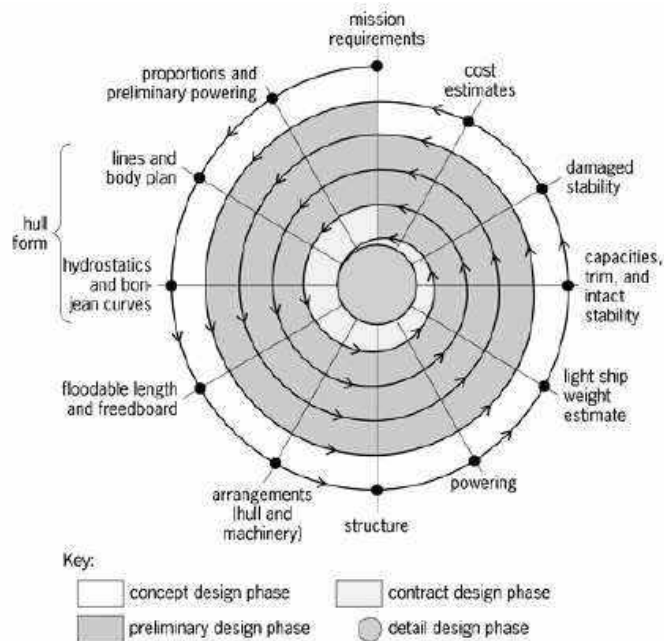 mission
requirements
cost
estimates
damaged
stability
capacities,
trim, and
intact
stability
light ship
weight
estimate
powering
structure
arrangements
(hull and
machinery)
floodable length
and freedboard
hydrostatics
and bon-
jean curves
lines and
body plan
hull
form
proportions and
preliminary powering
Key:
concept design phase
contract design phase
preliminary design phase
detail design phase